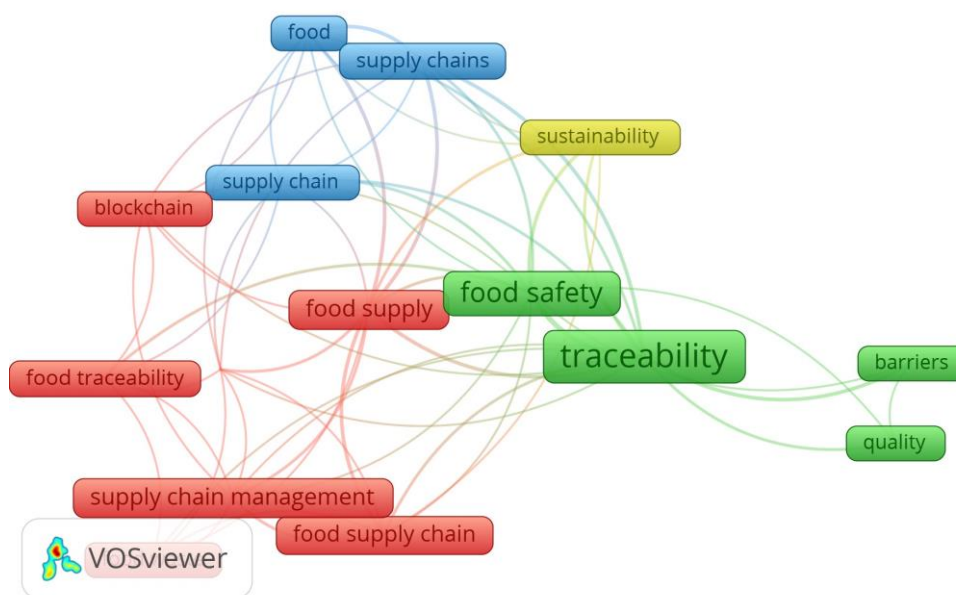 food
supply chains
sustainability
supply chain
blockchain
food safety
food supply
traceability
barriers
food traceability
quality
supply chain management
food supply chain
VOSviewer